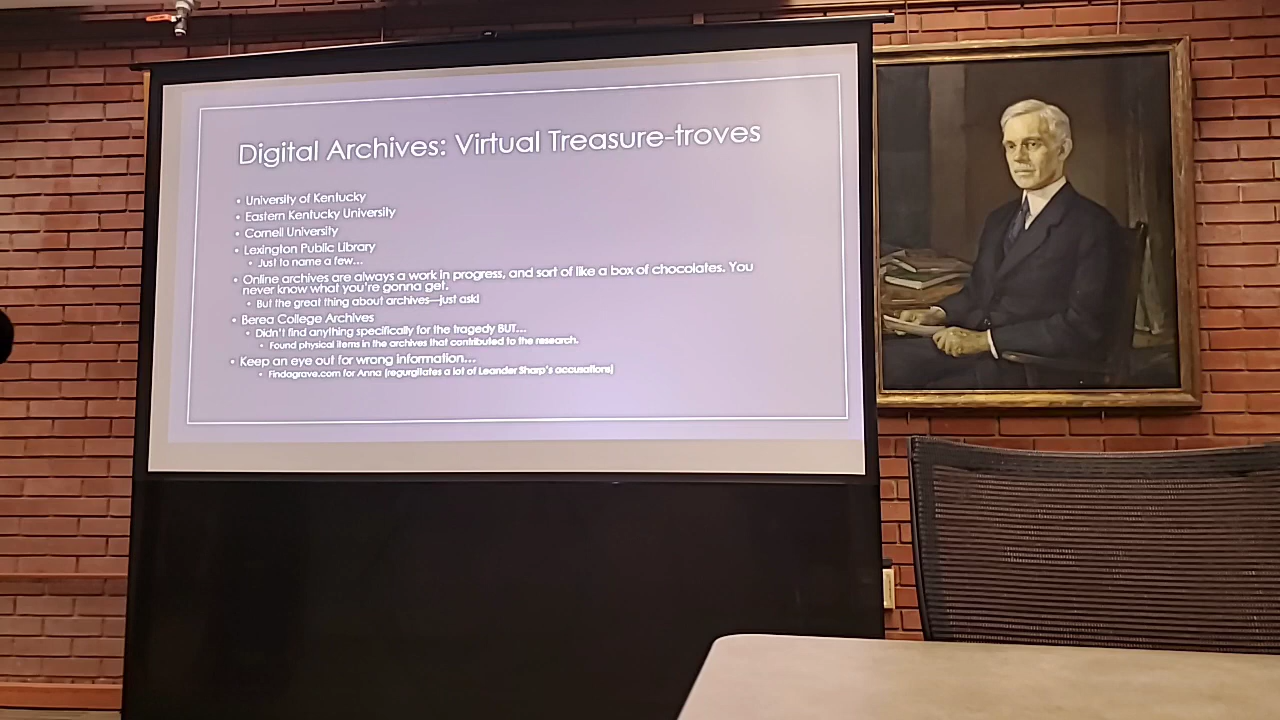 Digital Archives: Virtual Treasure-troves
• University of Kentucky
• Eastern Kentucky University
• Cornell University
• Lexington Public Library
• Just to name a few...
• Online archives are always a work in progress, and sort of like a box of chocolates. You
never know what you're gonna get.
• But the great thing about archives—just ask!
• Berea College Archives
• Didn't find anything specifically for the tragedy BUT...
• Found physical items in the archives that contributed to the research.
• Keep an eye out for wrong information...
• Findagrave.com for Anna (regurgitates a lot of Leander Sharp's accusations)